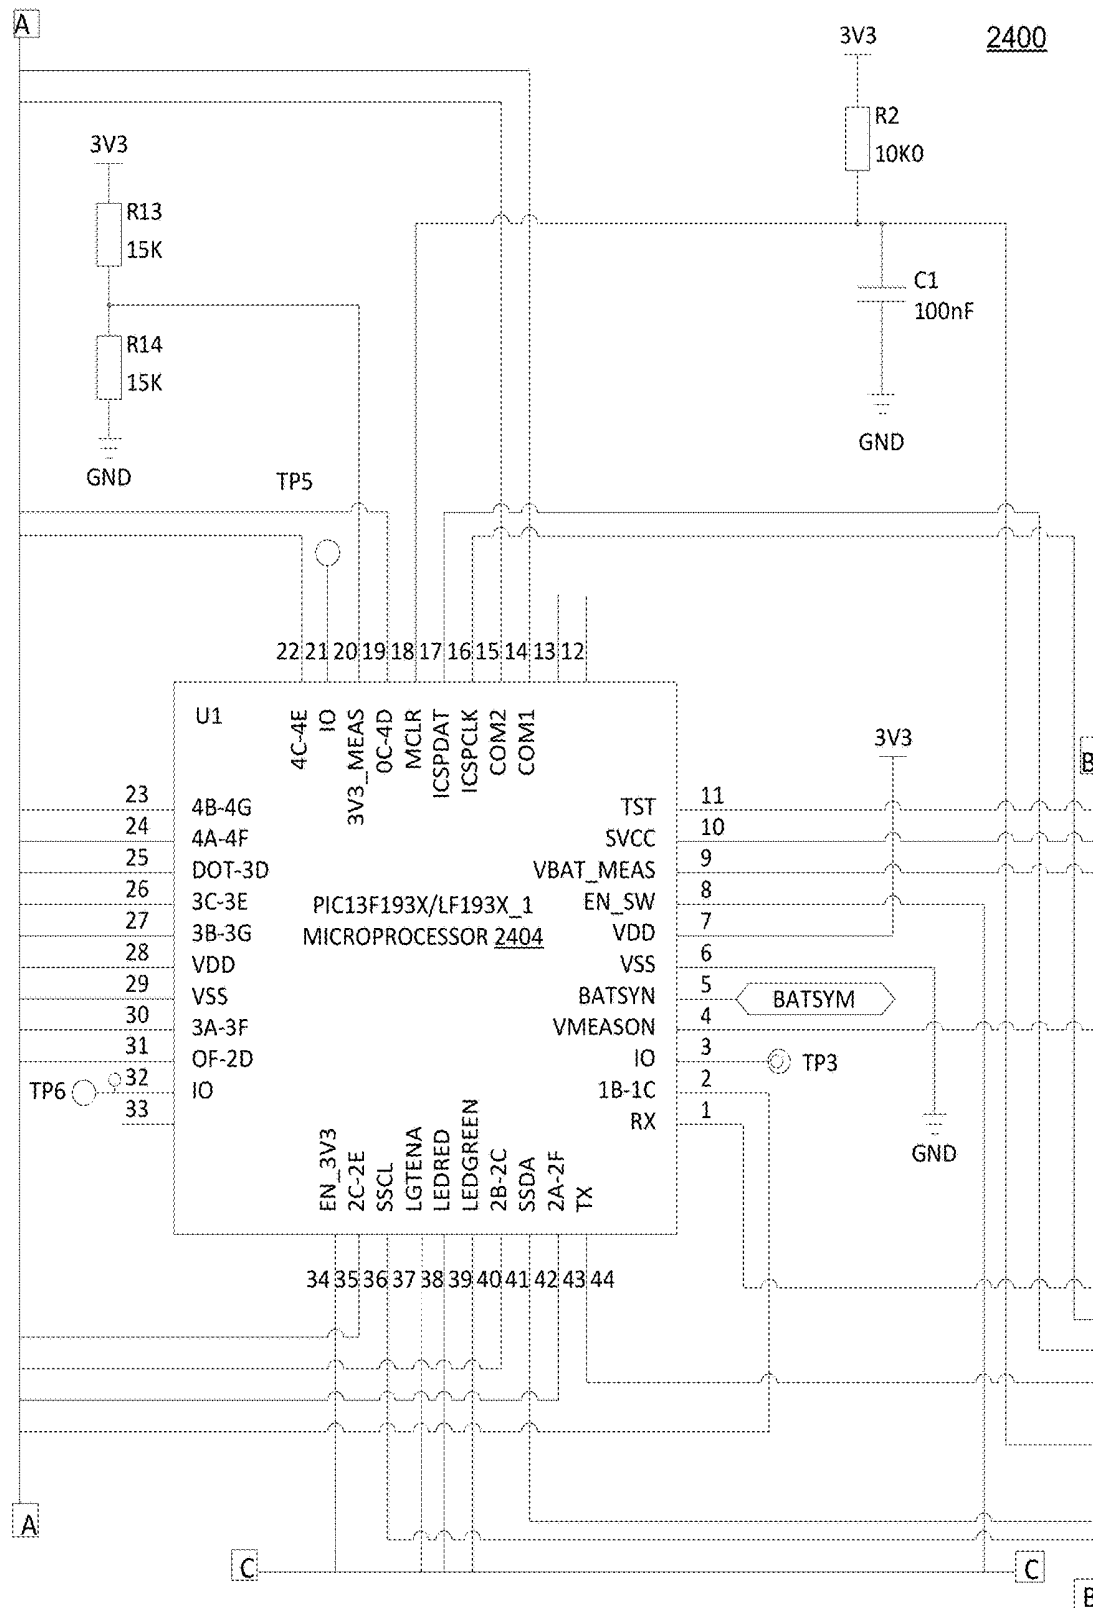 A
2400
3V3
R2
10K0
3V3
R13
15K
C1
100nF
R14
15K
GND
GND
TP5
22 21 20 19 18 17 16 15 14 13 12
U1
4C-4E
IO
3V3_MEAS
0C-4D
MCLR
ICSPDAT
ICSPCLK
COM2
COM1
3V3
B
23 4B-4G
24 4A-4F
25 DOT-3D
26 3C-3E
27 3B-3G
28 VDD
29 VSS
30 3A-3F
31 OF-2D
TP6 32 IO
33
PIC13F193X/LF193X_1
MICROPROCESSOR 2404
TST 11
SVCC 10
VBAT_MEAS 9
EN_SW 8
VDD 7
VSS 6
BATSYN 5 BATSYM
VMEASON 4
IO 3 TP3
1B-1C 2
RX 1
GND
EN_3V3
2C-2E
SSCL
LGTENA
LEDRED
LEDGREEN
2B-2C
SSDA
2A-2F
TX
34 35 36 37 38 39 40 41 42 43 44
A
C
C
B